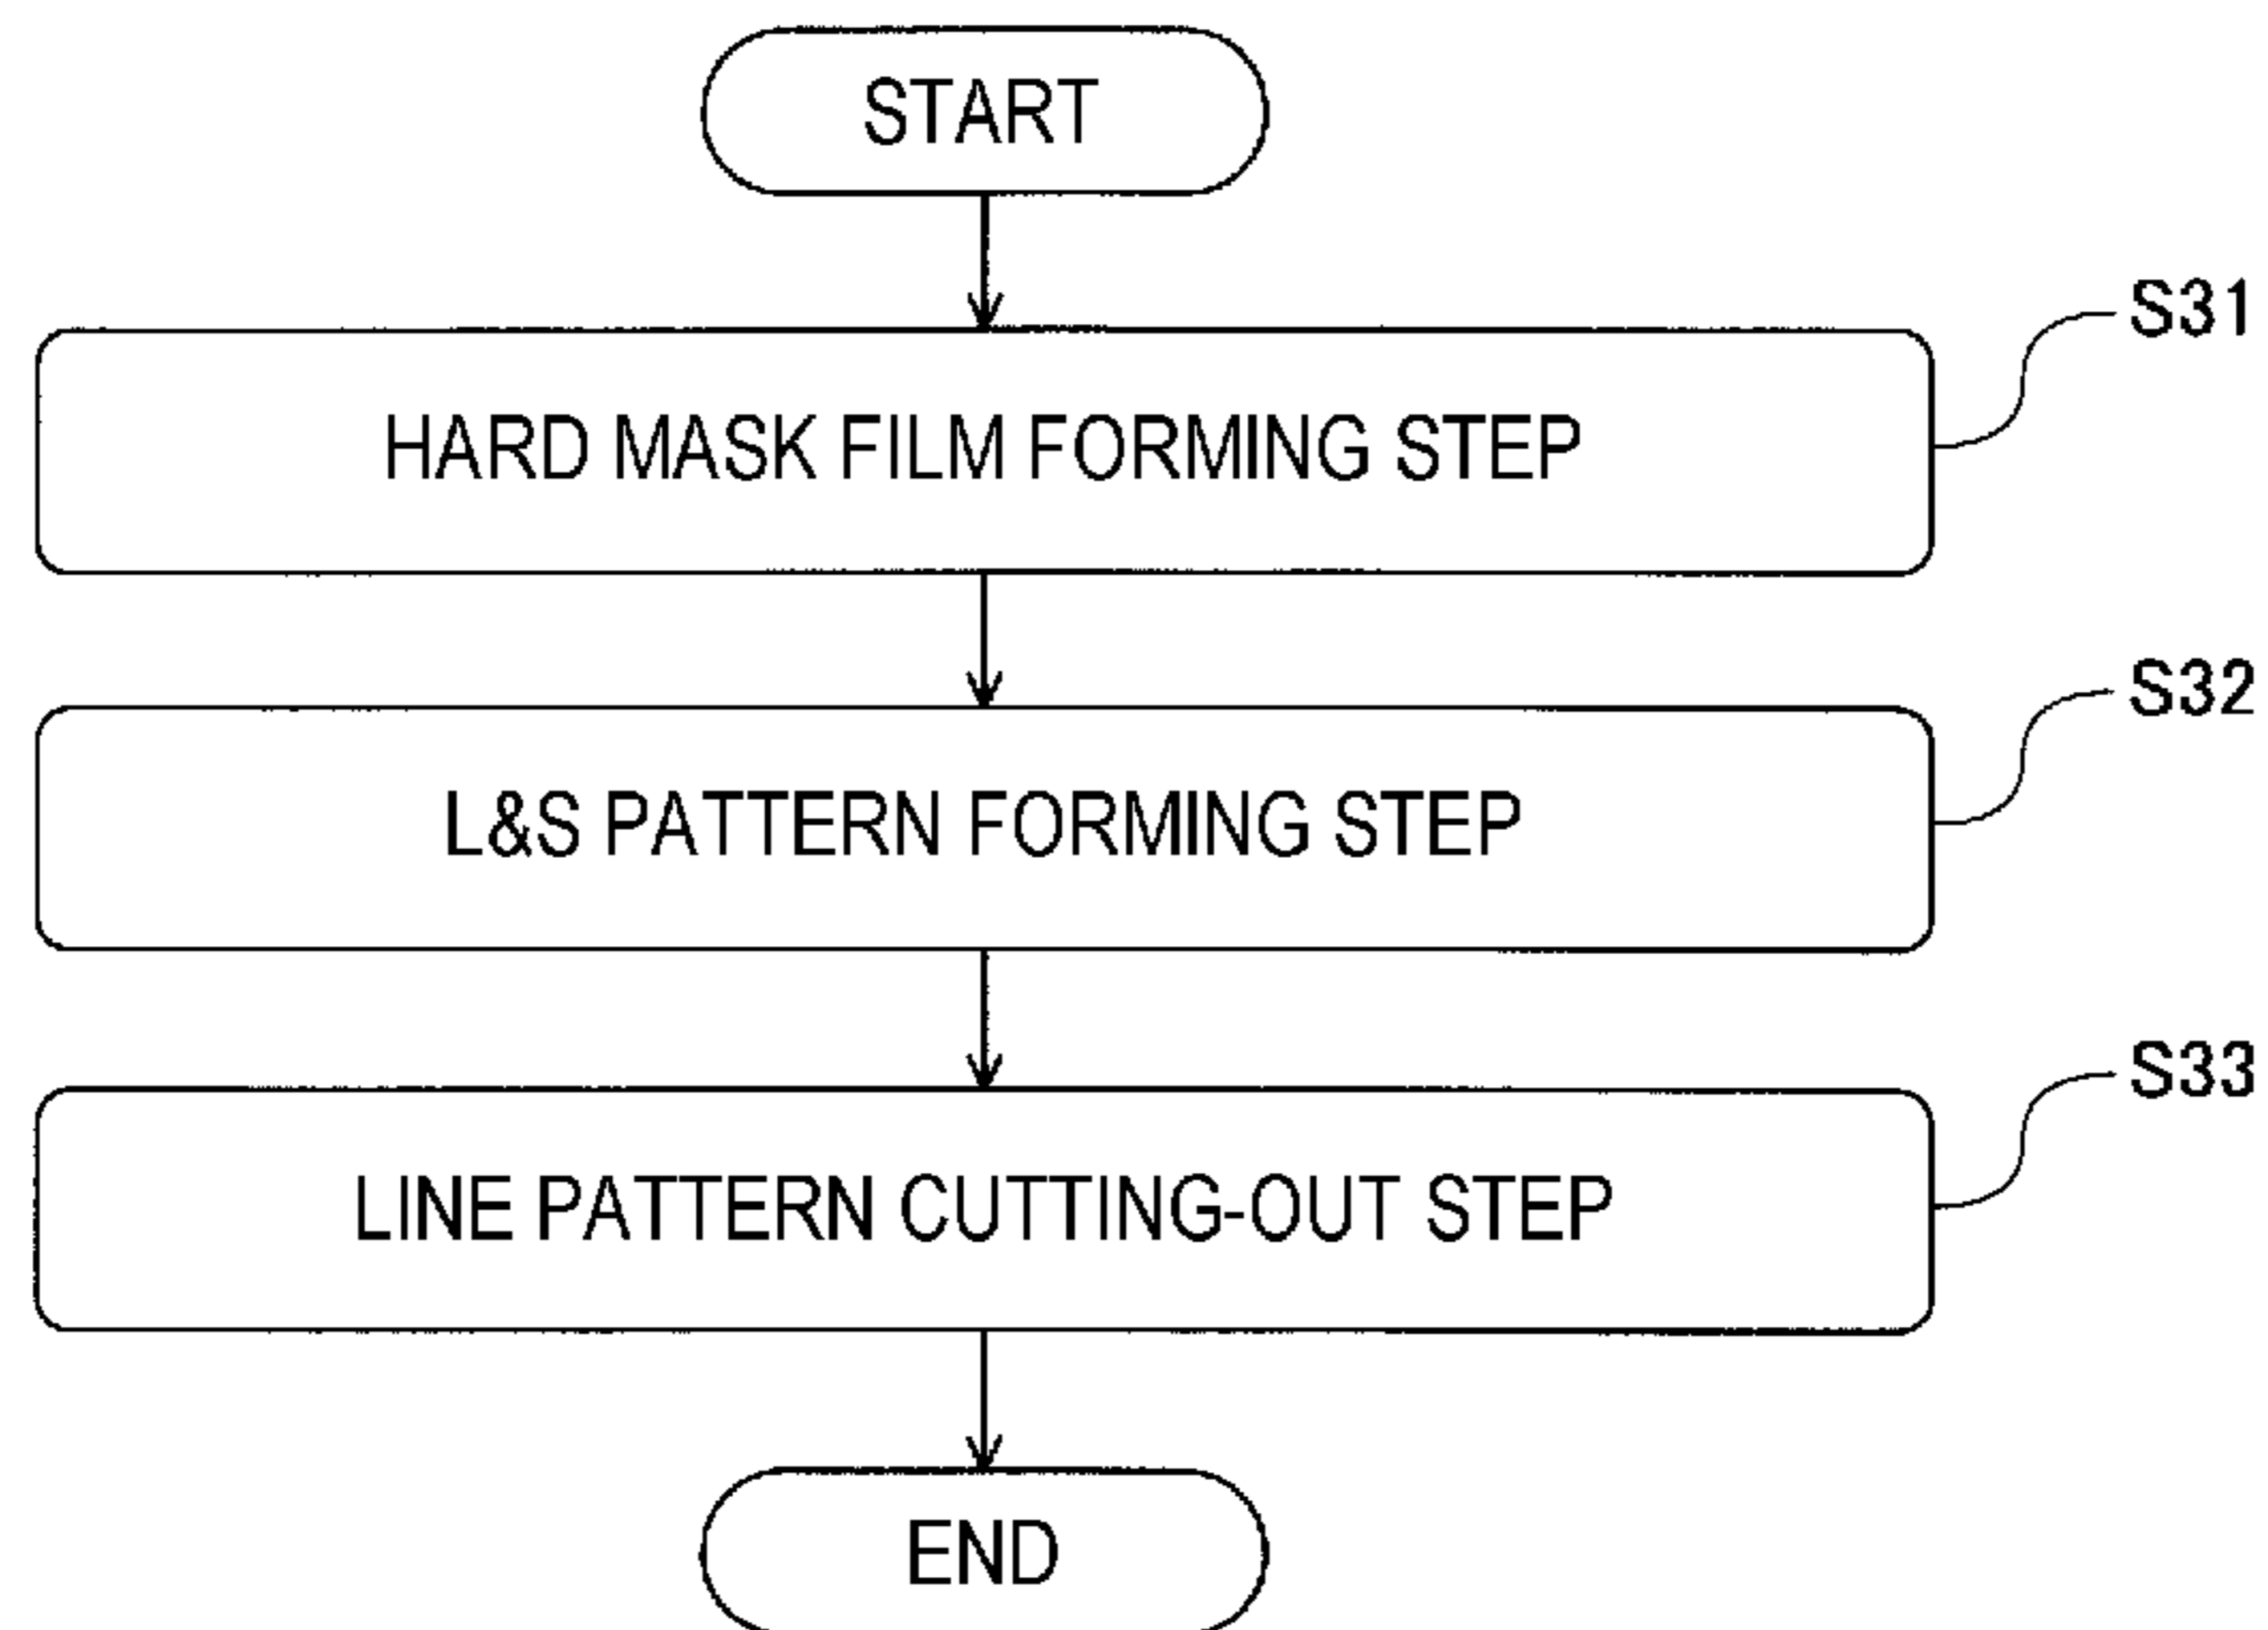 START
S31
HARD MASK FILM FORMING STEP
S32
L&S PATTERN FORMING STEP
S33
LINE PATTERN CUTTING-OUT STEP
END